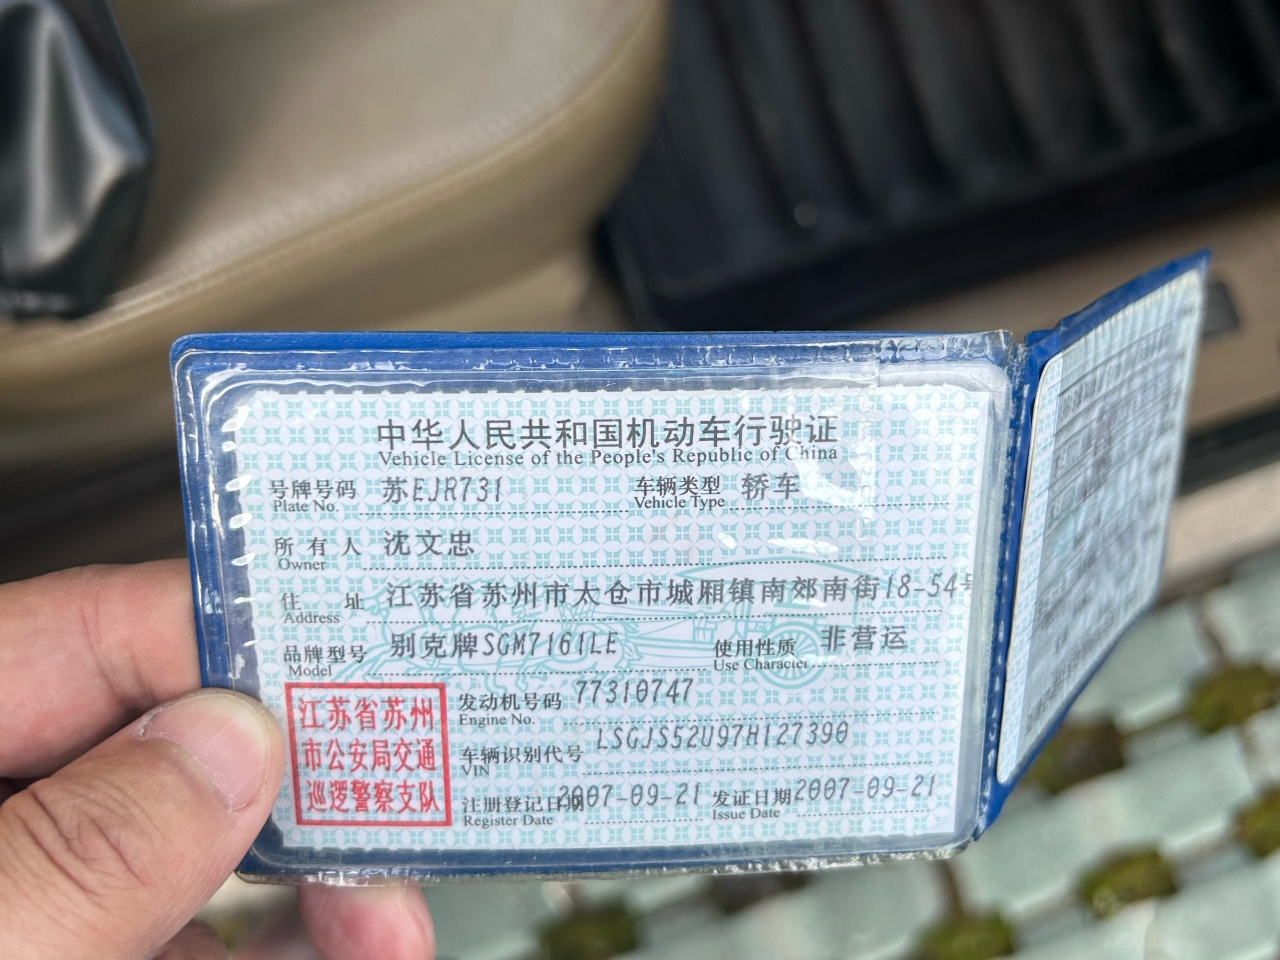 中华人民共和国机动车行驶证
Vehicle License of the People's Republic of China
号牌号码 苏EJR731 车辆类型 轿车
Plate No. Vehicle Type
所有人 沈文忠
Owner
住址 江苏省苏州市太仓市城厢镇南郊南街18-54号
Address
品牌型号 别克牌SGM7161LE 使用性质 非营运
Model Use Character
发动机号码 77310747
Engine No.
车辆识别代号 LSGJS52U97H127390
VIN
注册登记日期 2007-09-21 发证日期 2007-09-21
Register Date Issue Date
江苏省苏州
市公安局交通
巡逻警察支队